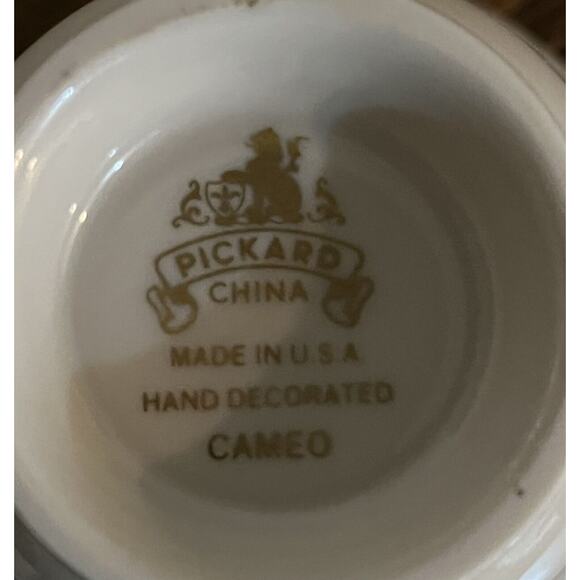 PICKARD
CHINA
MADE IN U.S.A
HAND DECORATED
CAMEO